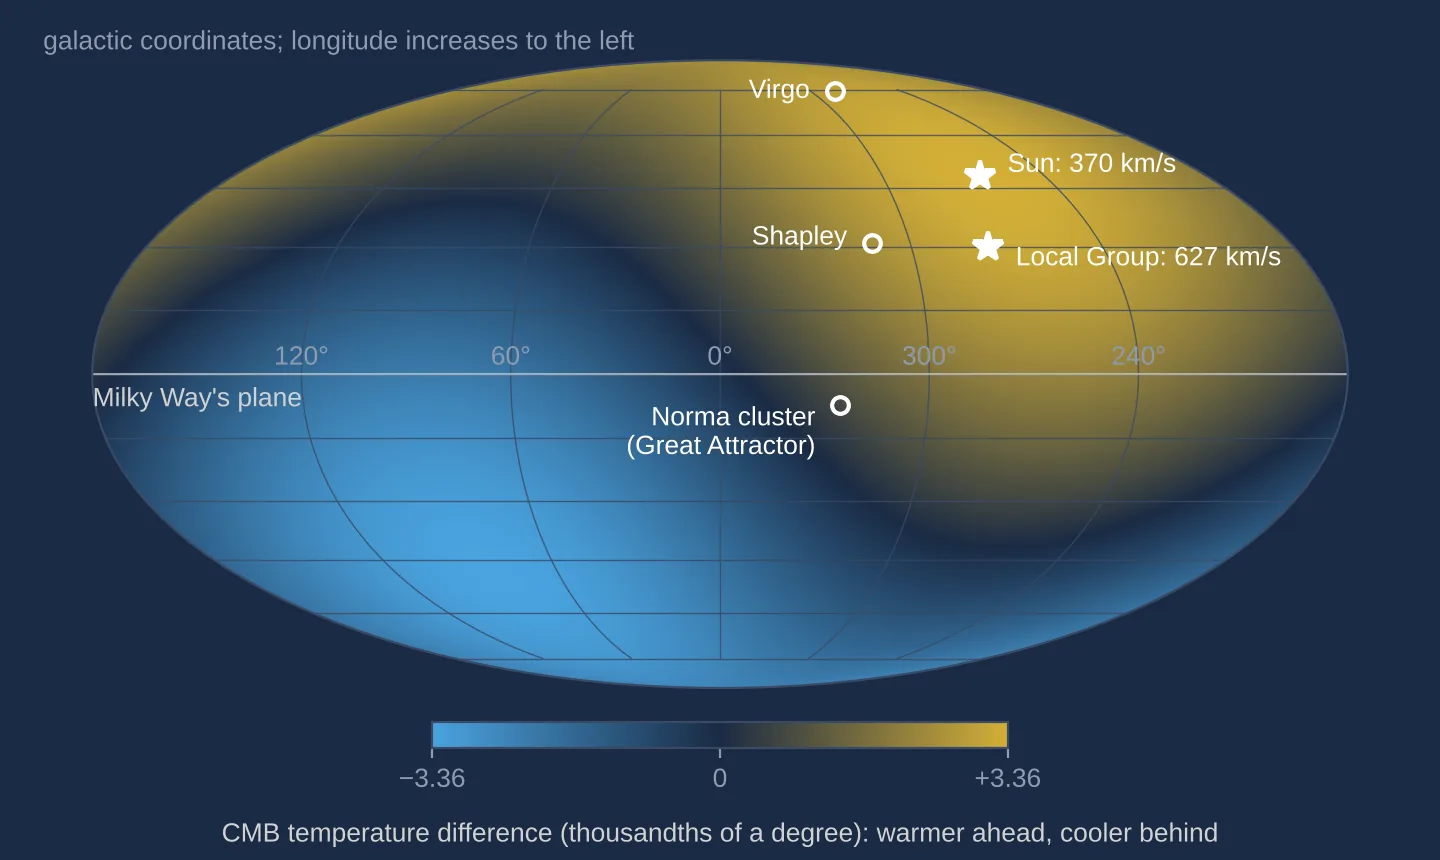 galactic coordinates; longitude increases to the left
Virgo
Sun: 370 km/s
Shapley
Local Group: 627 km/s
120°
60°
0°
300°
240°
Milky Way's plane
Norma cluster
(Great Attractor)
−3.36
0
+3.36
CMB temperature difference (thousandths of a degree): warmer ahead, cooler behind